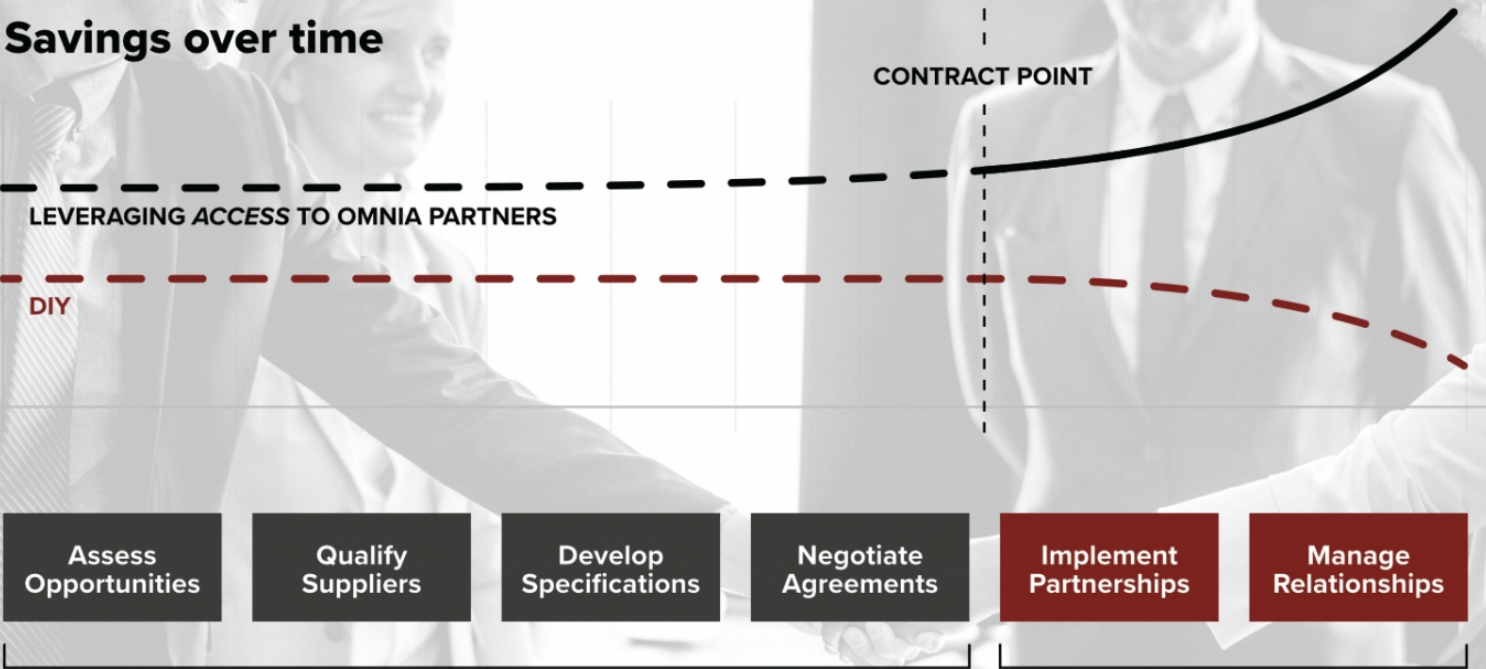 Savings over time
CONTRACT POINT
LEVERAGING ACCESS TO OMNIA PARTNERS
DIY
Assess
Opportunities
Qualify
Suppliers
Develop
Specifications
Negotiate
Agreements
Implement
Partnerships
Manage
Relationships